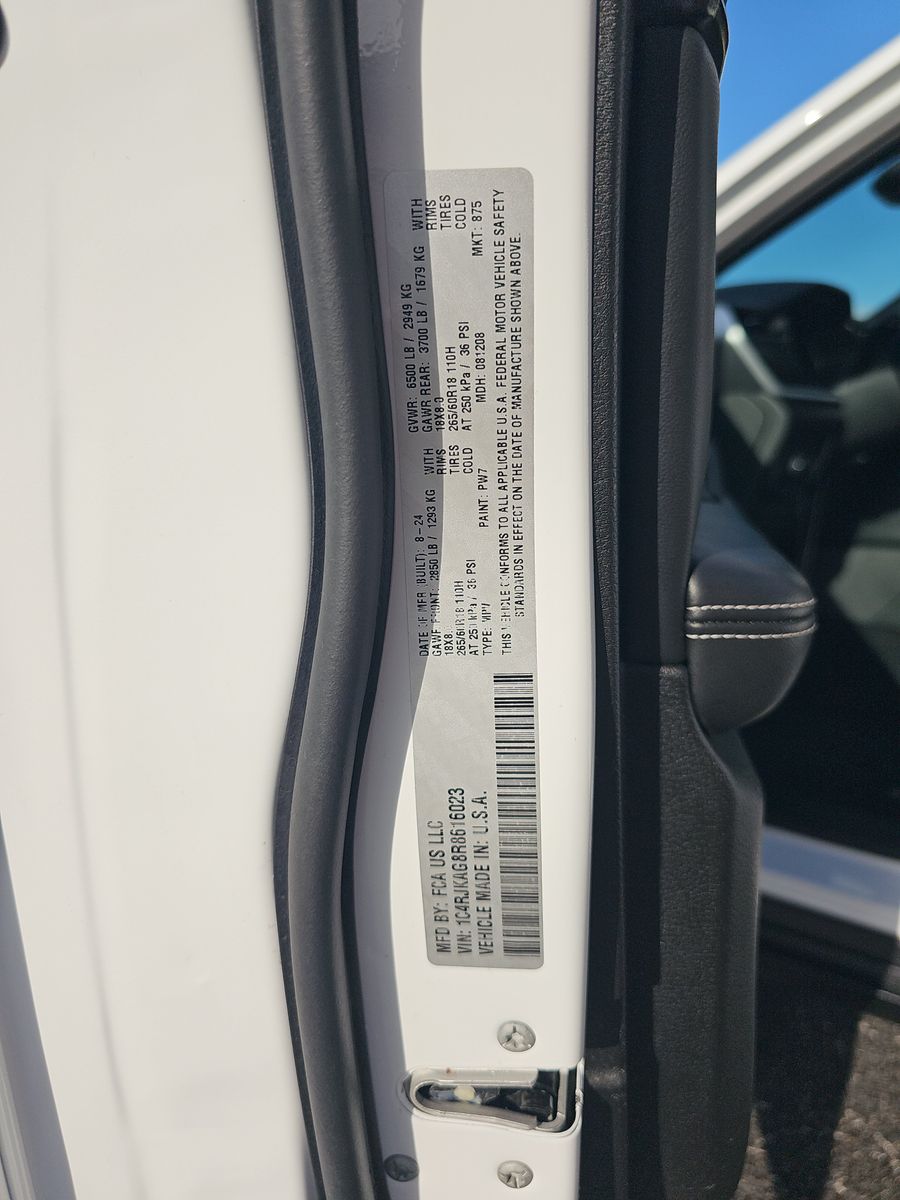 MFD BY: FCA US LLC
VIN: 1C4RJKAG8R8616023
VEHICLE MADE IN: U.S.A.
DATE OF MFR (BUILT): 8-24
GVWR: 6500 LB / 2949 KG
GAWR FRONT: 2850 LB / 1293 KG WITH
GAWR REAR: 3700 LB / 1679 KG WITH
18X8. RIMS
18X8.0 RIMS
265/60R18 110H TIRES
265/60R18 110H TIRES
AT 250 kPa / 36 PSI COLD
AT 250 kPa / 36 PSI COLD
TYPE: MPV PAINT: PW7 MDH: 081208 MKT: 875
THIS VEHICLE CONFORMS TO ALL APPLICABLE U.S.A. FEDERAL MOTOR VEHICLE SAFETY
STANDARDS IN EFFECT ON THE DATE OF MANUFACTURE SHOWN ABOVE.